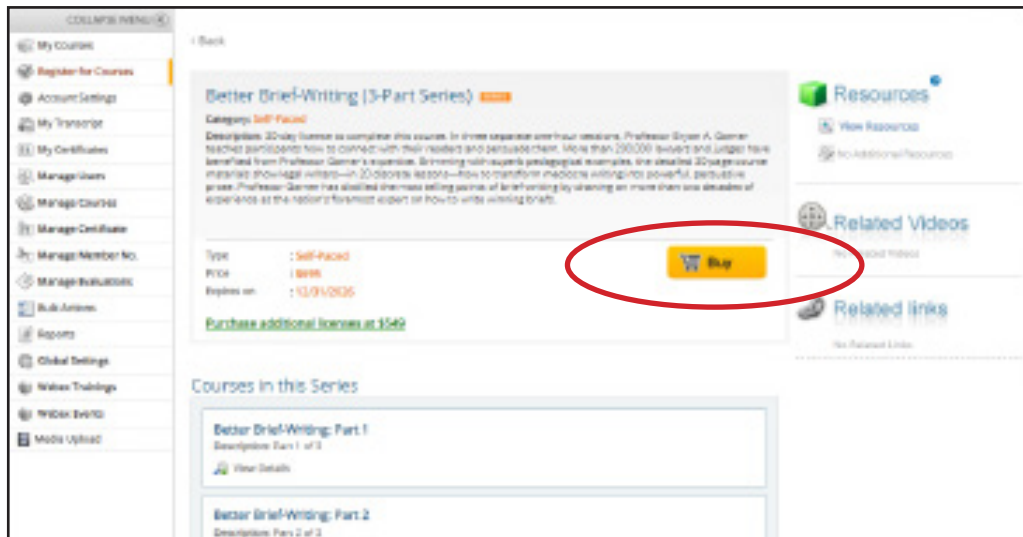 COLLAPSE MENU
My Courses
Register for Courses
Account Settings
My Transcript
My Certificates
Manage Users
Manage Courses
Manage Certificate
Manage Member No.
Manage Evaluations
Bulk Actions
Reports
Global Settings
Webex Trainings
Webex Events
Media Upload
‹ Back
Better Brief-Writing (3-Part Series)
Category: Self-Paced
Description: 30-day license to complete this course. In three separate one-hour sessions, Professor Bryan A. Garner
teaches participants how to connect with their readers and persuade them. More than 200,000 lawyers and judges have
benefited from Professor Garner's expertise. Brimming with superb pedagogical examples, the detailed page course
materials show legal writers—in 20 discrete lessons—how to transform mediocre writing into powerful, persuasive
prose. Professor Garner has distilled the most telling points of brief-writing by drawing on more than two decades of
experience as the nation's foremost expert on how to write winning briefs.
Type : Self-Paced
Price :
Expires on : 12/31/2026
Buy
Purchase additional licenses at $549
Courses in this Series
Better Brief-Writing: Part 1
Description: Part 1 of 3
View Details
Better Brief-Writing: Part 2
Description: Part 2 of 3
Resources
View Resources
No Additional Resources
Related Videos
No Related Videos
Related links
No Related Links